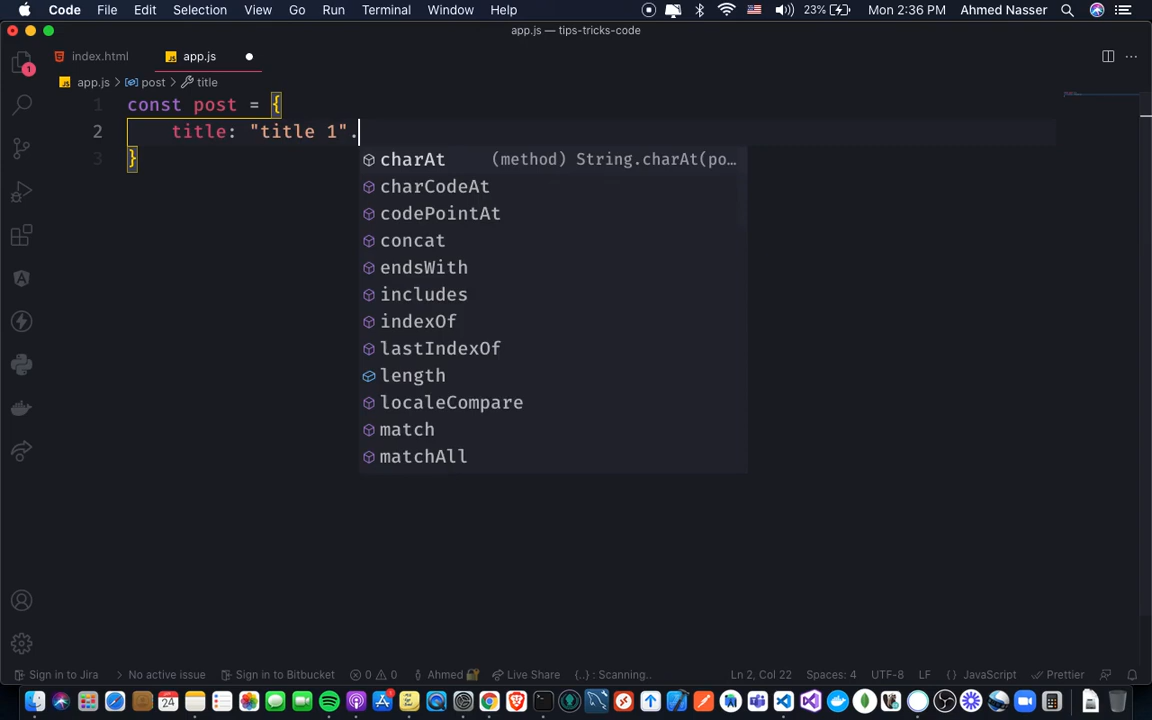 Code File Edit Selection View Go Run Terminal Window Help 23% Mon 2:36 PM Ahmed Nasser
app.js — tips-tricks-code
index.html app.js
app.js > post > title
1 const post = {
2 title: "title 1".
3 }
charAt (method) String.charAt(po…
charCodeAt
codePointAt
concat
endsWith
includes
indexOf
lastIndexOf
length
localeCompare
match
matchAll
1
JS
24
Sign in to Jira No active issue Sign in to Bitbucket 0 0 Ahmed Live Share {..} : Scanning.. Ln 2, Col 22 Spaces: 4 UTF-8 LF {} JavaScript Prettier